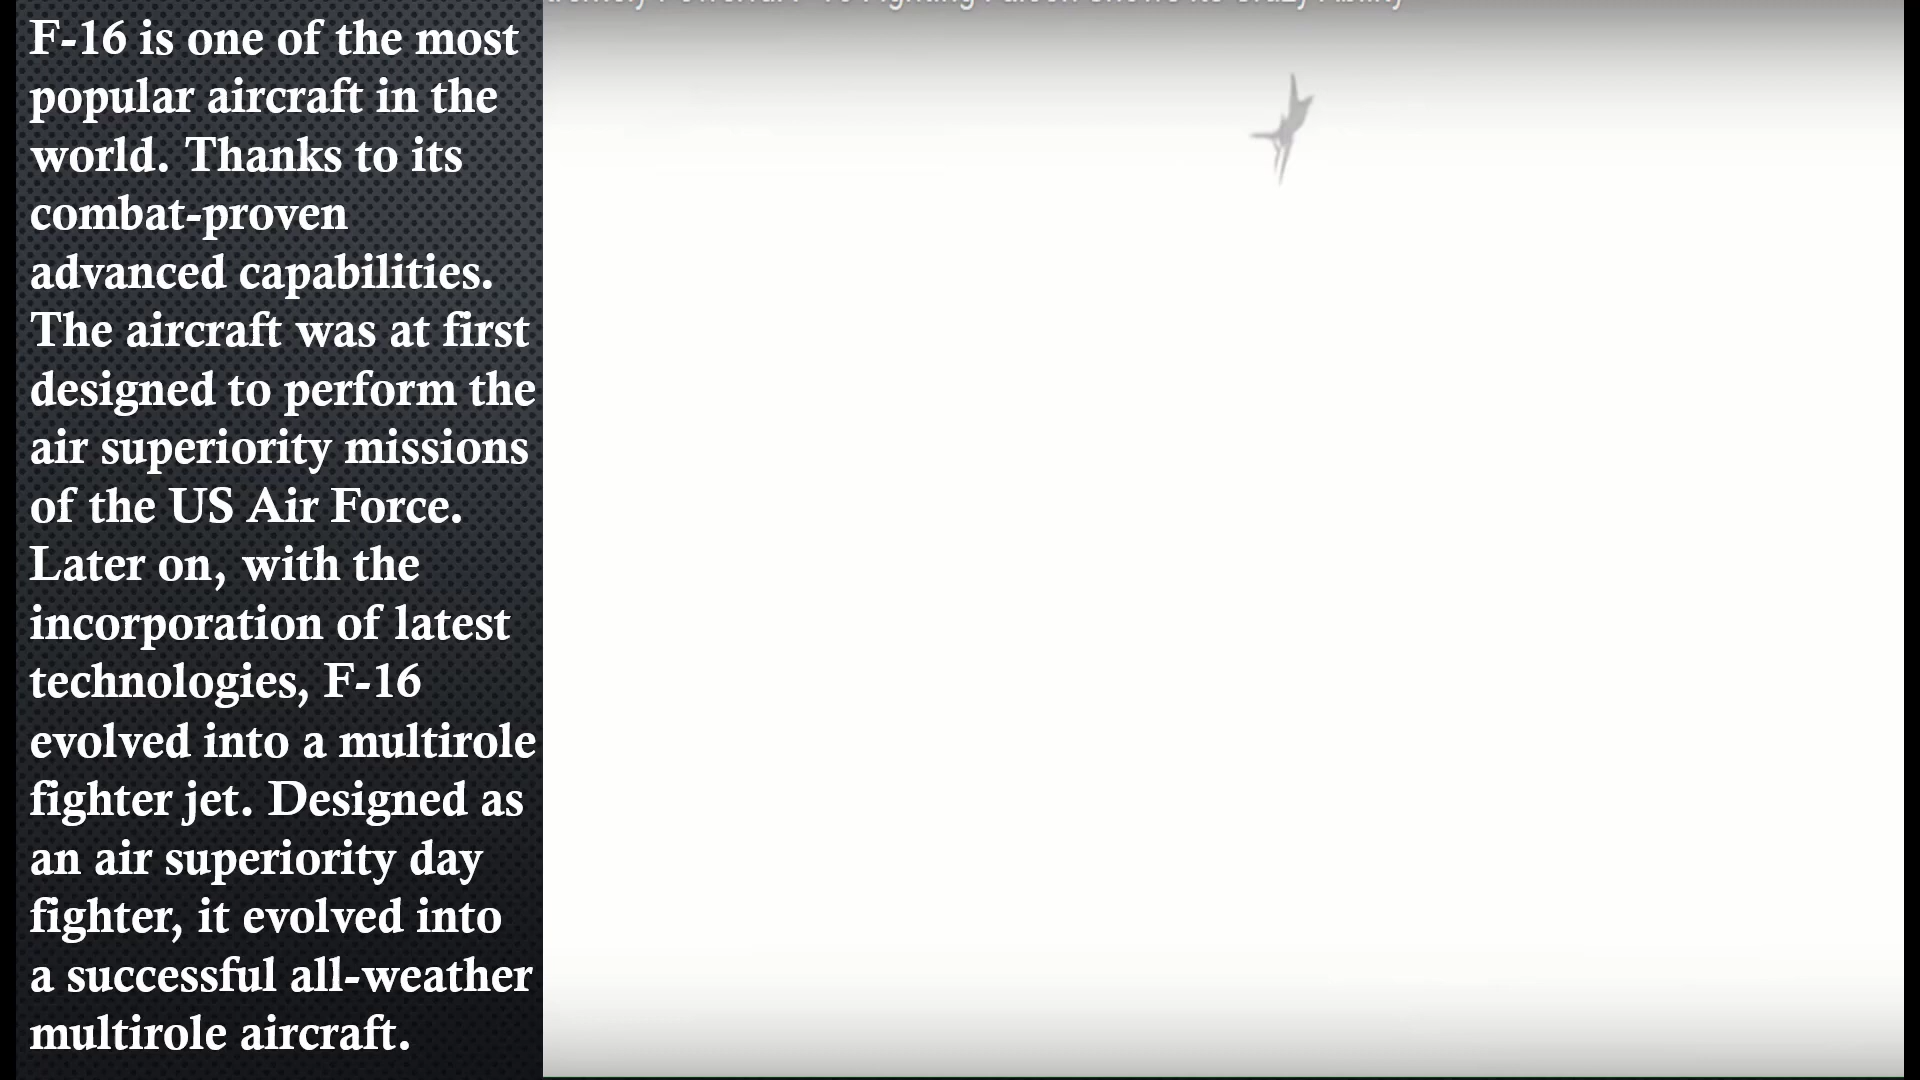 F-16 is one of the most
popular aircraft in the
world. Thanks to its
combat-proven
advanced capabilities.
The aircraft was at first
designed to perform the
air superiority missions
of the US Air Force.
Later on, with the
incorporation of latest
technologies, F-16
evolved into a multirole
fighter jet. Designed as
an air superiority day
fighter, it evolved into
a successful all-weather
multirole aircraft.